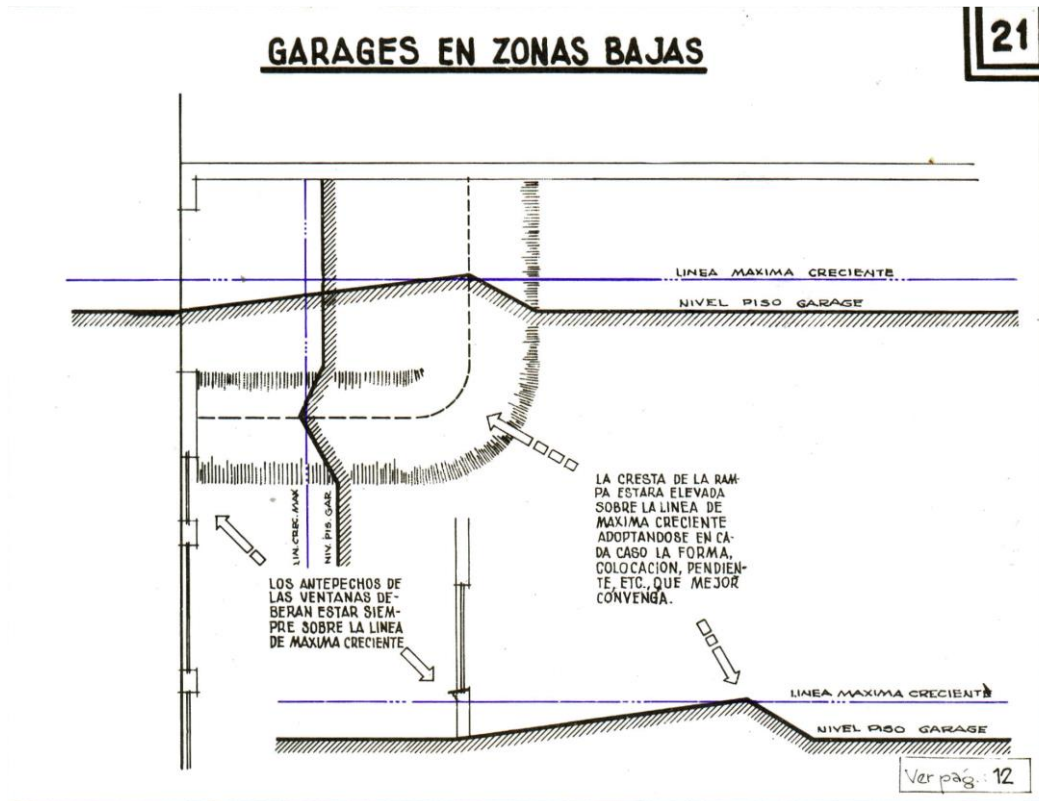 GARAGES EN ZONAS BAJAS
21
LINEA MAXIMA CRECIENTE
NIVEL PISO GARAGE
LIN. CREC. MAX
NIV. PIS. GAR.
LA CRESTA DE LA RAM-
PA ESTARA ELEVADA
SOBRE LA LINEA DE
MAXIMA CRECIENTE
ADOPTANDOSE EN CA-
DA CASO LA FORMA,
COLOCACION, PENDIEN-
TE, ETC., QUE MEJOR
CONVENGA.
LOS ANTEPECHOS DE
LAS VENTANAS DE-
BERAN ESTAR SIEM-
PRE SOBRE LA LINEA
DE MAXIMA CRECIENTE
LINEA MAXIMA CRECIENTE
NIVEL PISO GARAGE
Ver pág.: 12